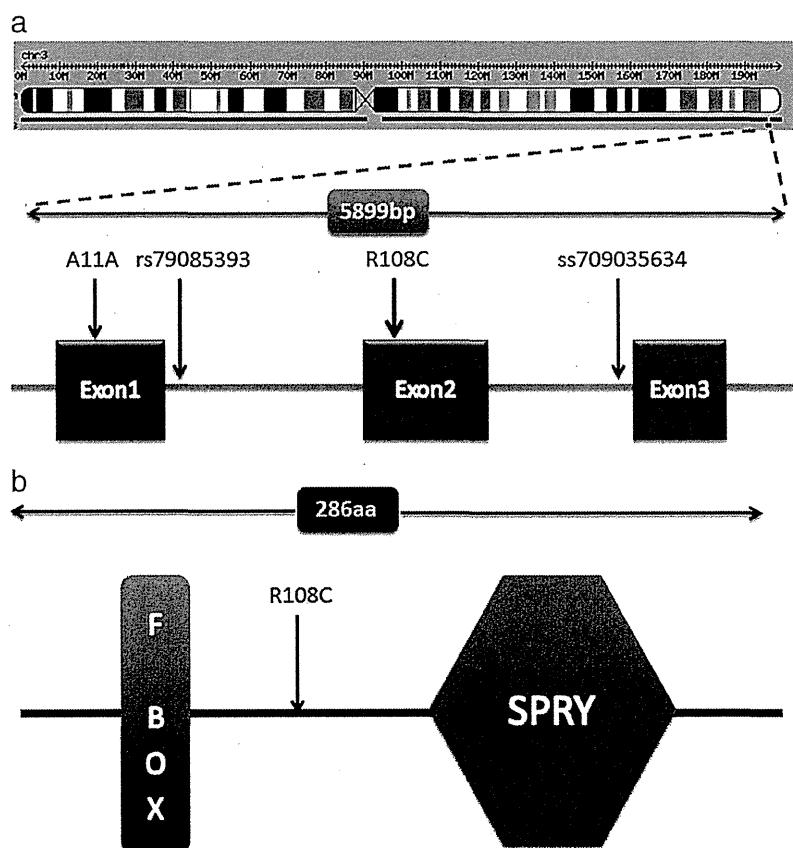 a
chr3
0M 10M 20M 30M 40M 50M 60M 70M 80M 90M 100M 110M 120M 130M 140M 150M 160M 170M 180M 190M
5899bp
A11A rs79085393 R108C ss709035634
Exon1 Exon2 Exon3
b
286aa
R108C
F
B
O
X
SPRY